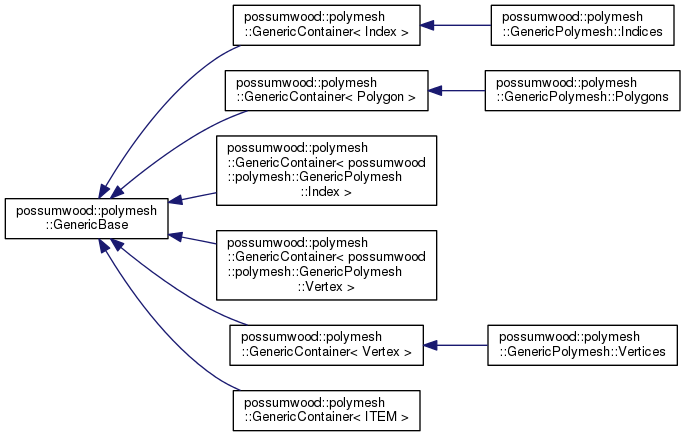 possumwood::polymesh
::GenericBase
possumwood::polymesh
::GenericContainer< Index >
possumwood::polymesh
::GenericPolymesh::Indices
possumwood::polymesh
::GenericContainer< Polygon >
possumwood::polymesh
::GenericPolymesh::Polygons
possumwood::polymesh
::GenericContainer< possumwood
::polymesh::GenericPolymesh
::Index >
possumwood::polymesh
::GenericContainer< possumwood
::polymesh::GenericPolymesh
::Vertex >
possumwood::polymesh
::GenericContainer< Vertex >
possumwood::polymesh
::GenericPolymesh::Vertices
possumwood::polymesh
::GenericContainer< ITEM >